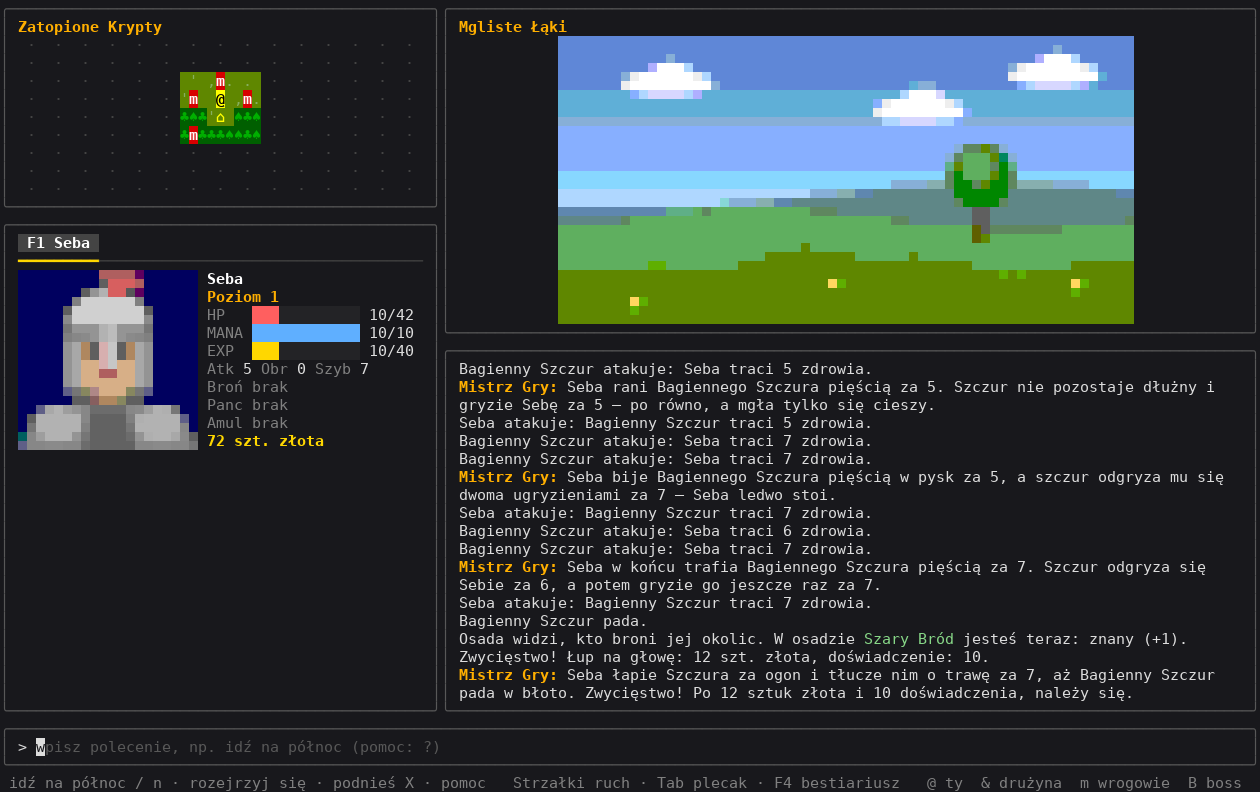 Zatopione Krypty
m
m @ m
⌂
m
F1 Seba
Seba
Poziom 1
HP 10/42
MANA 10/10
EXP 10/40
Atk 5 Obr 0 Szyb 7
Broń brak
Panc brak
Amul brak
72 szt. złota
Mgliste Łąki
Bagienny Szczur atakuje: Seba traci 5 zdrowia.
Mistrz Gry: Seba rani Bagiennego Szczura pięścią za 5. Szczur nie pozostaje dłużny i
gryzie Sebę za 5 — po równo, a mgła tylko się cieszy.
Seba atakuje: Bagienny Szczur traci 5 zdrowia.
Bagienny Szczur atakuje: Seba traci 7 zdrowia.
Bagienny Szczur atakuje: Seba traci 7 zdrowia.
Mistrz Gry: Seba bije Bagiennego Szczura pięścią w pysk za 5, a szczur odgryza mu się
dwoma ugryzieniami za 7 — Seba ledwo stoi.
Seba atakuje: Bagienny Szczur traci 7 zdrowia.
Bagienny Szczur atakuje: Seba traci 6 zdrowia.
Bagienny Szczur atakuje: Seba traci 7 zdrowia.
Mistrz Gry: Seba w końcu trafia Bagiennego Szczura pięścią za 7. Szczur odgryza się
Sebie za 6, a potem gryzie go jeszcze raz za 7.
Seba atakuje: Bagienny Szczur traci 7 zdrowia.
Bagienny Szczur pada.
Osada widzi, kto broni jej okolic. W osadzie Szary Bród jesteś teraz: znany (+1).
Zwycięstwo! Łup na głowę: 12 szt. złota, doświadczenie: 10.
Mistrz Gry: Seba łapie Szczura za ogon i tłucze nim o trawę za 7, aż Bagienny Szczur
pada w błoto. Zwycięstwo! Po 12 sztuk złota i 10 doświadczenia, należy się.
> wpisz polecenie, np. idź na północ (pomoc: ?)
idź na północ / n · rozejrzyj się · podnieś X · pomoc Strzałki ruch · Tab plecak · F4 bestiariusz @ ty & drużyna m wrogowie B boss